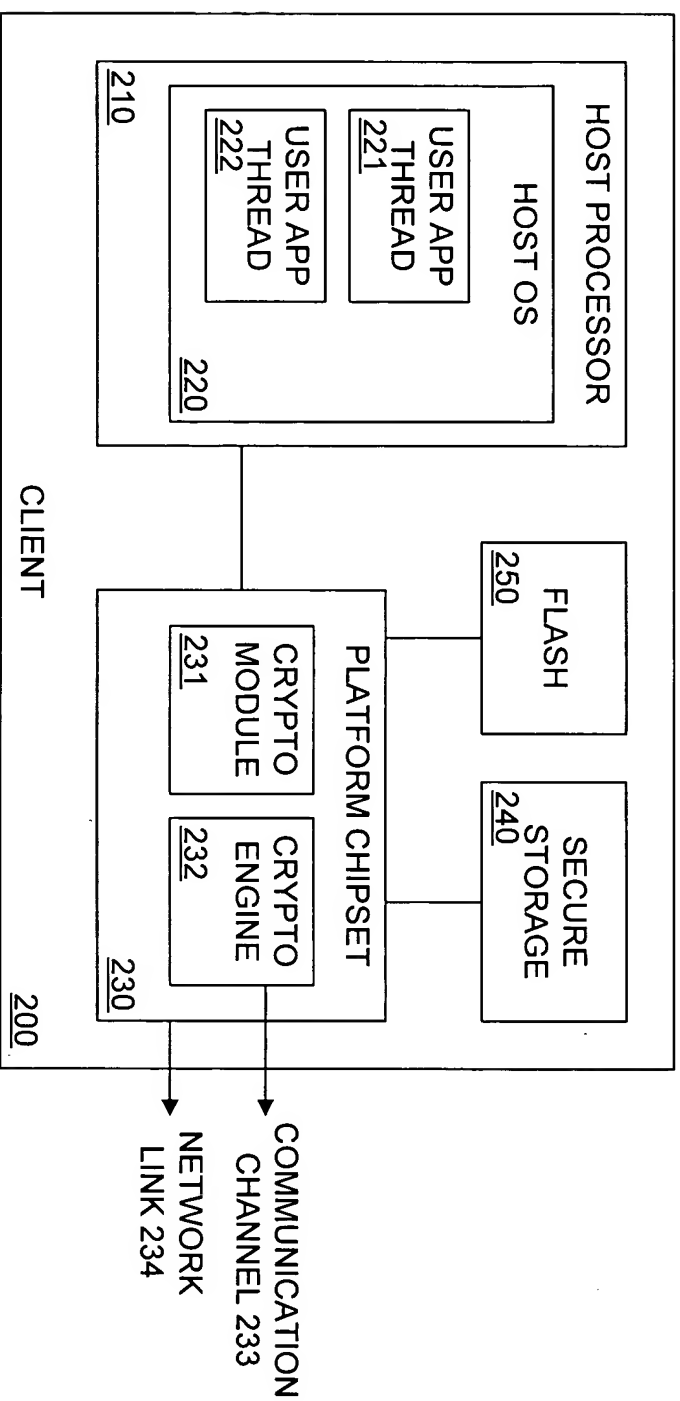 HOST PROCESSOR
HOST OS
USER APP
THREAD
221
USER APP
THREAD
222
220
210
FLASH
250
SECURE
STORAGE
240
PLATFORM CHIPSET
CRYPTO
MODULE
231
CRYPTO
ENGINE
232
230
CLIENT
200
COMMUNICATION
CHANNEL 233
NETWORK
LINK 234